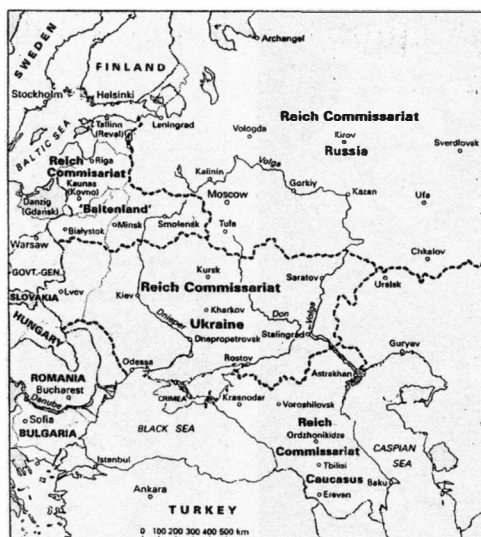 Archangel
SWEDEN
FINLAND
Stockholm
Helsinki
Reich Commissariat
Tallinn
(Reval)
Leningrad
Vologda
Kirov
Russia
Sverdlovsk
BALTIC SEA
Reich
Riga
Commissariat
Kaunas
(Kovno)
'Baltenland'
Kalinin
Volga
Moscow
Gorkiy
Kazan
Ufa
Danzig
(Gdańsk)
Minsk
Smolensk
Tula
Białystok
Warsaw
Chkalov
GOVT.-GEN.
Kursk
Saratov
Uralsk
Reich Commissariat
SLOVAKIA
Lvov
Kiev
Kharkov
Don
Volga
HUNGARY
Dnieper
Ukraine
Stalingrad
Dnepropetrovsk
Guryev
Odessa
Rostov
Astrakhan
ROMANIA
Bucharest
CRIMEA
Krasnodar
Voroshilovsk
Danube
Reich
Sofia
Ordzhonikidze
BULGARIA
BLACK SEA
Commissariat
CASPIAN
SEA
Istanbul
Tbilisi
Ankara
Caucasus
Baku
Erevan
TURKEY
0 100 200 300 400 500 km